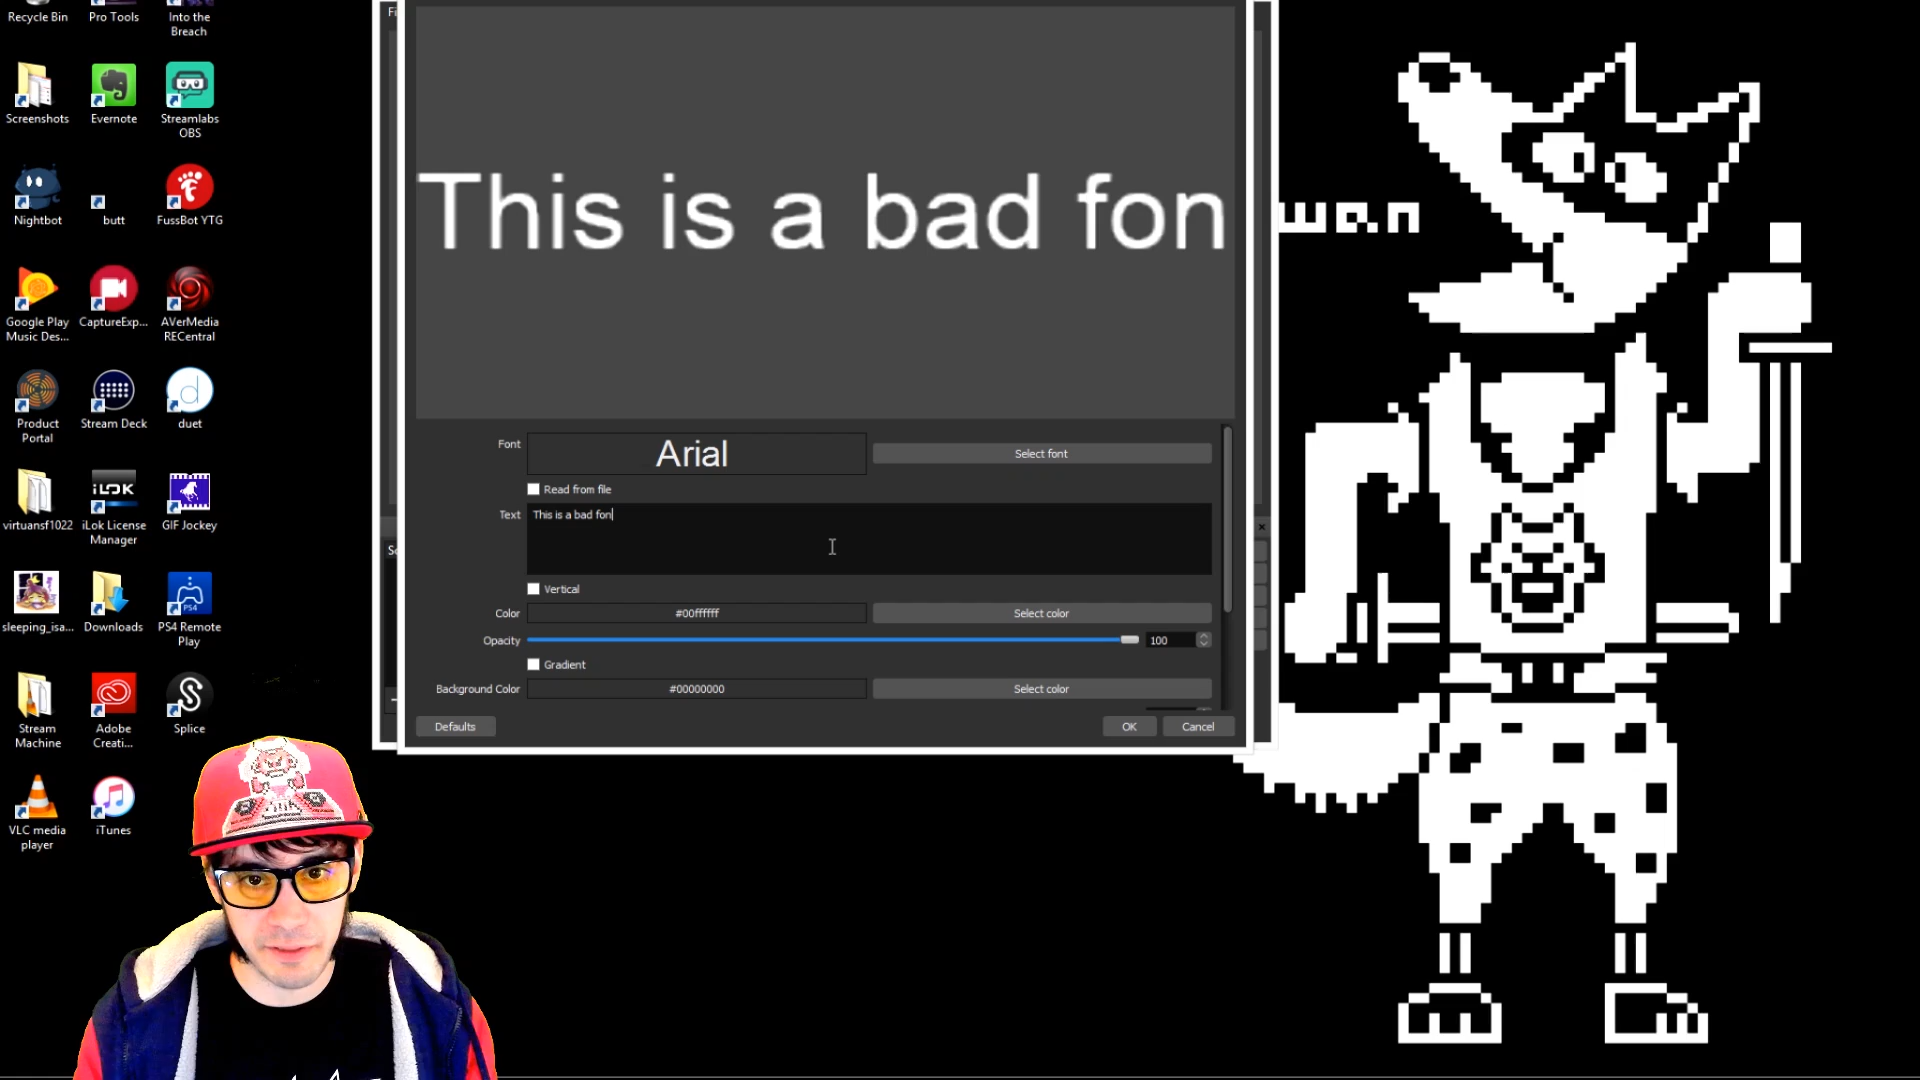 Recycle Bin
Pro Tools
Into the
Breach
Screenshots
Evernote
Streamlabs
OBS
Nightbot
butt
FussBot YTG
Google Play
Music Des...
CaptureExp...
AVerMedia
RECentral
Product
Portal
Stream Deck
d
duet
iLOK
virtuansf1022
iLok License
Manager
GIF Jockey
PS4
sleeping_isa...
Downloads
PS4 Remote
Play
Stream
Machine
Adobe
Creati...
Splice
VLC media
player
iTunes
This is a bad fon
Font
Arial
Select font
Read from file
Text
This is a bad fon
Vertical
Color
#00ffffff
Select color
Opacity
100
Gradient
Background Color
#00000000
Select color
Defaults
OK
Cancel